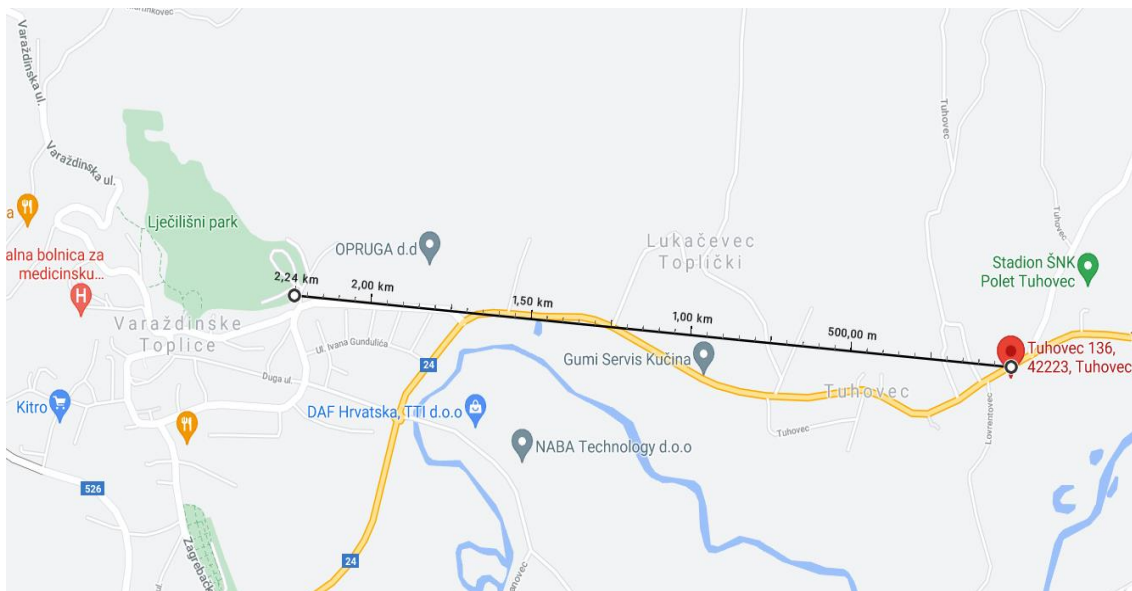 Varaždinska ul.
Varaždinska ul.
Tuhovec
Tuhovec
Lječilišni park
a
OPRUGA d.d
Lukačevec
Toplički
Stadion ŠNK
Polet Tuhovec
alna bolnica za
medicinsku...
H
2,24 km
2,00 km
1,50 km
1,00 km
500,00 m
Varaždinske
Toplice
Ul. Ivana Gundulića
24
Gumi Servis Kučina
Tuhovec 136,
42223, Tuhovec
Duga ul.
Tuhovec
Kitro
DAF Hrvatska, TTI d.o.o
Tuhovec
Lovrentovec
NABA Technology d.o.o
526
24